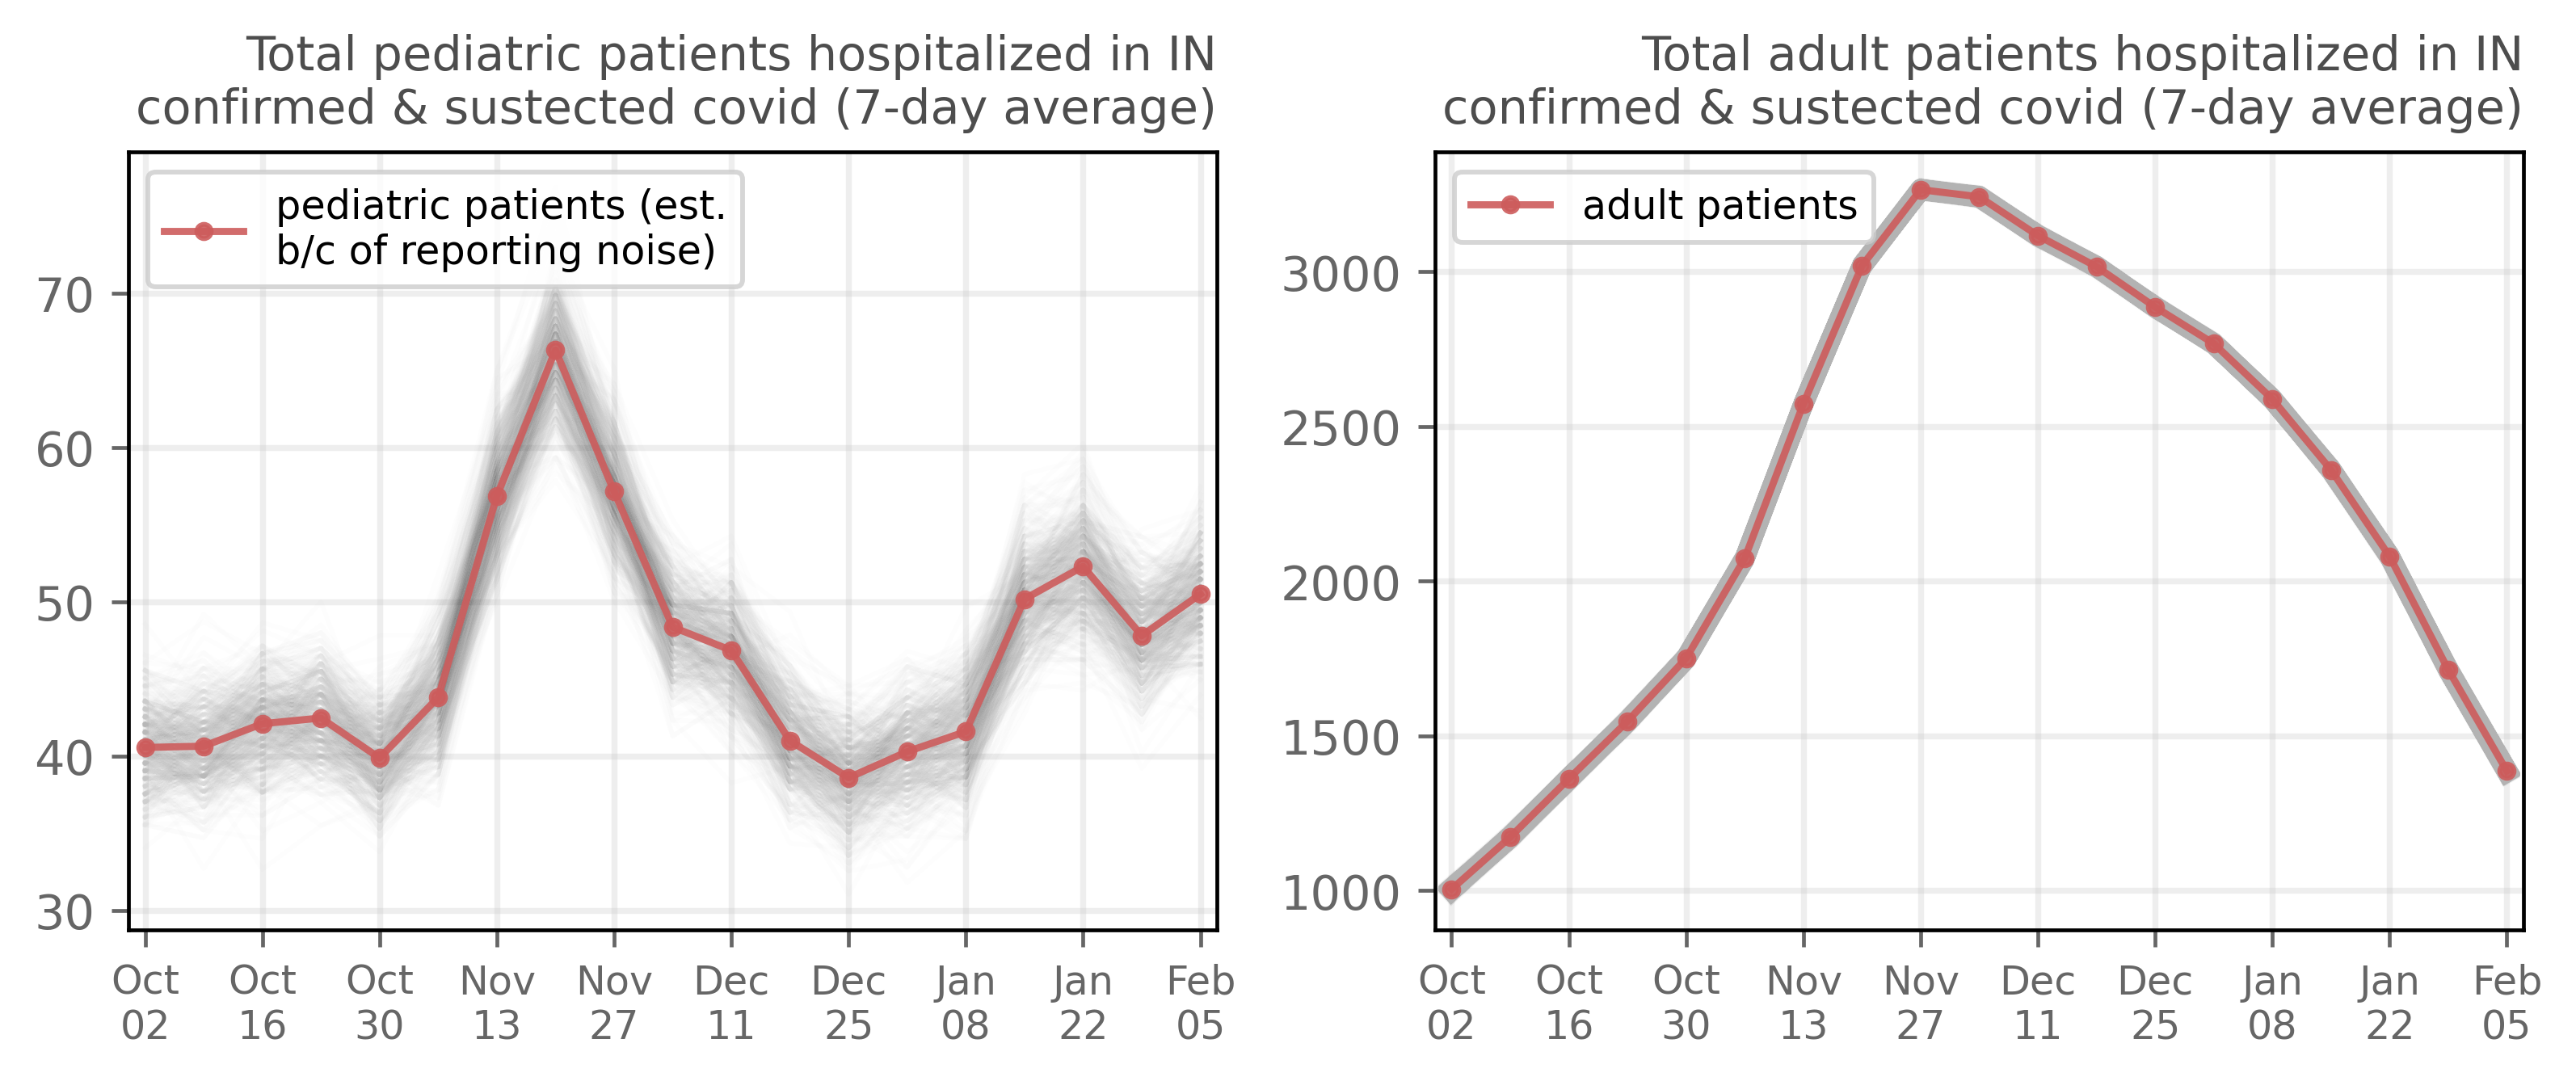 Total pediatric patients hospitalized in IN
confirmed & sustected covid (7-day average)
pediatric patients (est.
b/c of reporting noise)
70
60
50
40
30
Oct Oct Oct Nov Nov Dec Dec Jan Jan Feb
02 16 30 13 27 11 25 08 22 05
Total adult patients hospitalized in IN
confirmed & sustected covid (7-day average)
adult patients
3000
2500
2000
1500
1000
Oct Oct Oct Nov Nov Dec Dec Jan Jan Feb
02 16 30 13 27 11 25 08 22 05